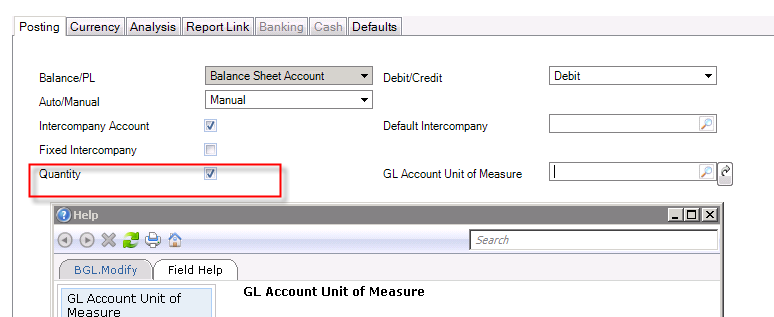 Posting Currency Analysis Report Link Banking Cash Defaults
Balance/PL Balance Sheet Account Debit/Credit Debit
Auto/Manual Manual
Intercompany Account Default Intercompany
Fixed Intercompany
Quantity GL Account Unit of Measure
Help
Search
BGL.Modify Field Help
GL Account Unit of Measure
GL Account Unit of
Measure